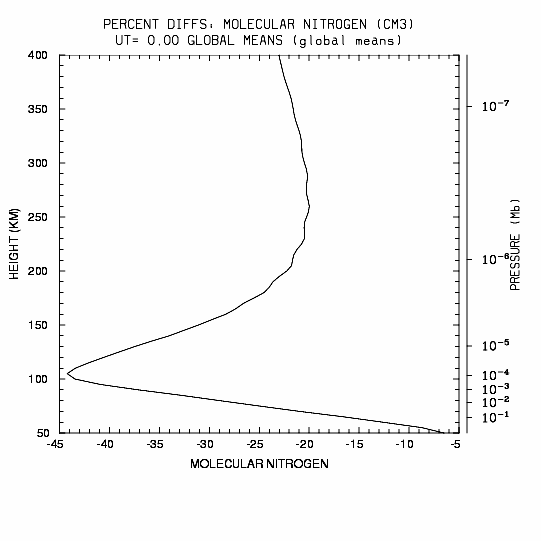 PERCENT DIFFS: MOLECULAR NITROGEN (CM3)
UT= 0.00 GLOBAL MEANS (global means)
400
350
300
250
200
150
100
50
HEIGHT (KM)
-45 -40 -35 -30 -25 -20 -15 -10 -5
MOLECULAR NITROGEN
10⁻⁷
10⁻⁶
10⁻⁵
10⁻⁴
10⁻³
10⁻²
10⁻¹
PRESSURE (Mb)